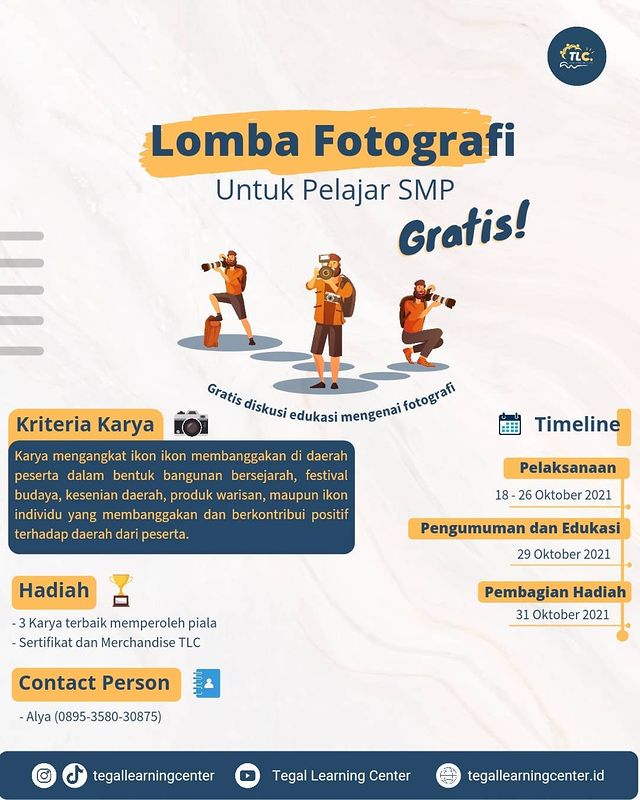 TLC.
Lomba Fotografi
Untuk Pelajar SMP
Gratis!
Gratis diskusi edukasi mengenai fotografi
Kriteria Karya
Karya mengangkat ikon ikon membanggakan di daerah
peserta dalam bentuk bangunan bersejarah, festival
budaya, kesenian daerah, produk warisan, maupun ikon
individu yang membanggakan dan berkontribusi positif
terhadap daerah dari peserta.
Timeline
Pelaksanaan
18 - 26 Oktober 2021
Pengumuman dan Edukasi
29 Oktober 2021
Pembagian Hadiah
31 Oktober 2021
Hadiah
- 3 Karya terbaik memperoleh piala
- Sertifikat dan Merchandise TLC
Contact Person
- Alya (0895-3580-30875)
tegallearningcenter Tegal Learning Center tegallearningcenter.id